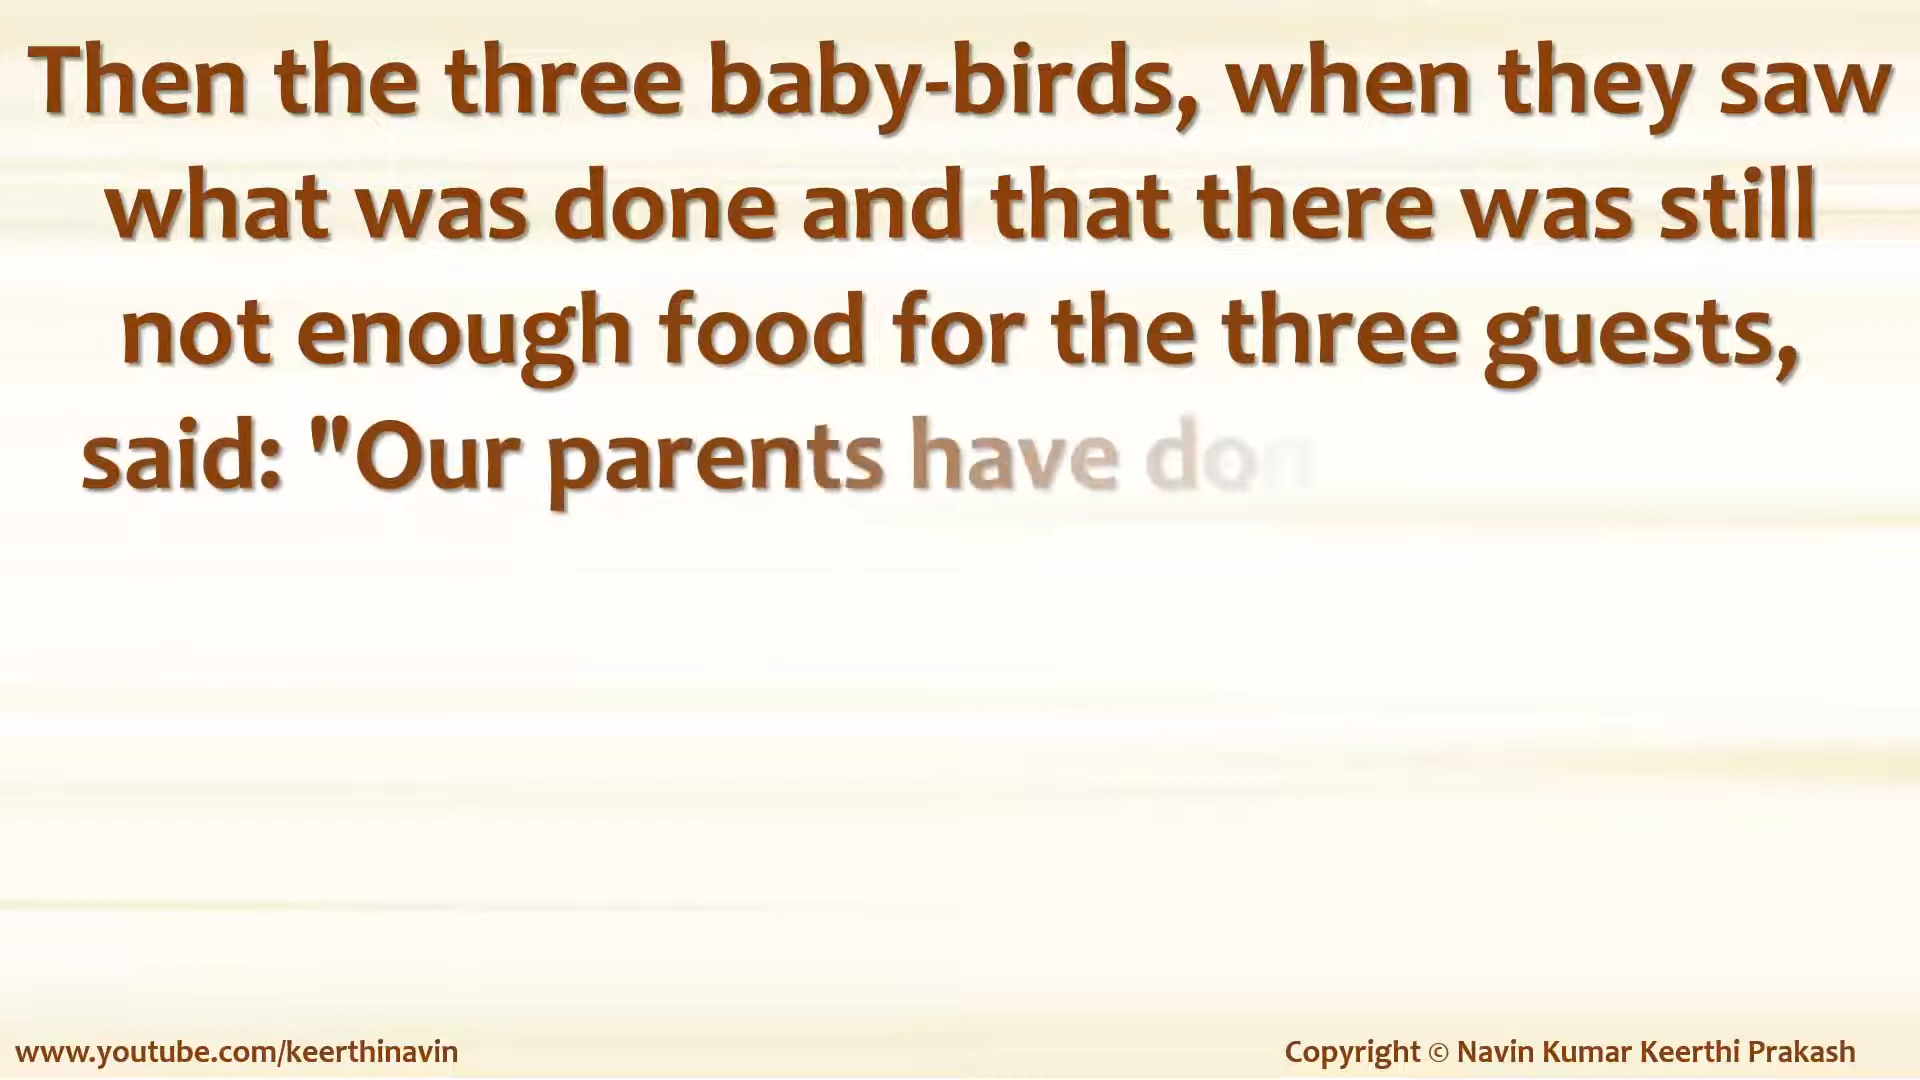 Then the three baby-birds, when they saw
what was done and that there was still
not enough food for the three guests,
said: "Our parents have don
www.youtube.com/keerthinavin
Copyright © Navin Kumar Keerthi Prakash